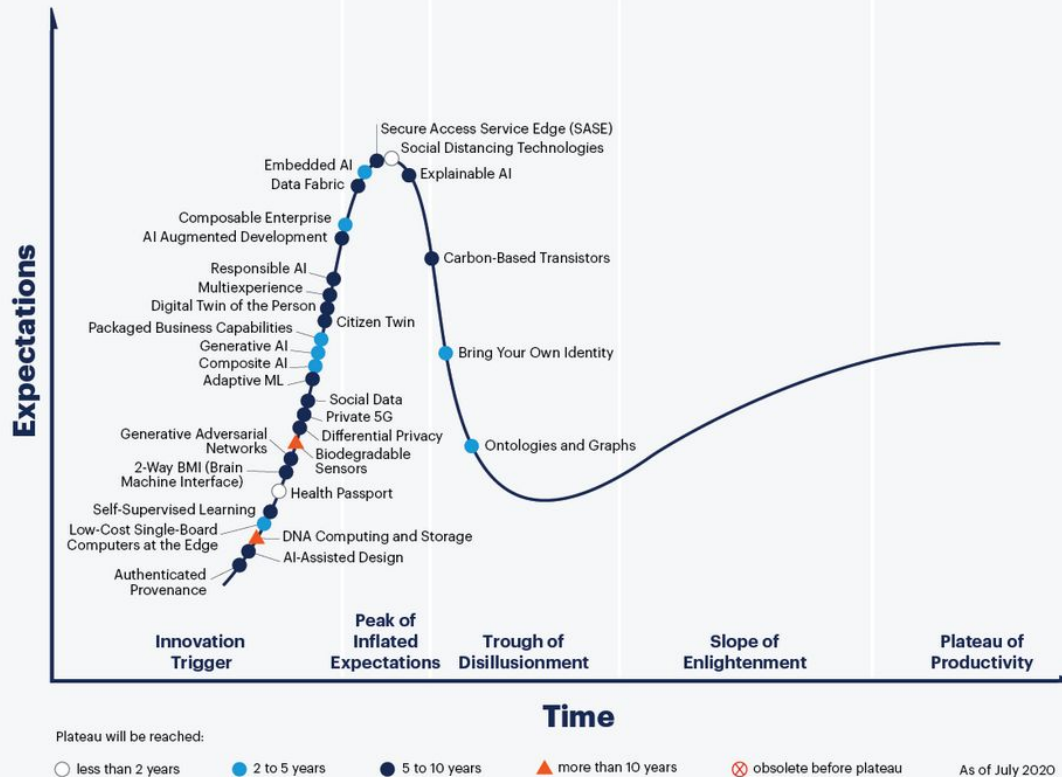 Secure Access Service Edge (SASE)
Social Distancing Technologies
Embedded AI
Explainable AI
Data Fabric
Composable Enterprise
AI Augmented Development
Carbon-Based Transistors
Responsible AI
Multiexperience
Digital Twin of the Person
Citizen Twin
Packaged Business Capabilities
Generative AI
Bring Your Own Identity
Composite AI
Adaptive ML
Social Data
Private 5G
Generative Adversarial
Networks
Differential Privacy
Ontologies and Graphs
Biodegradable
Sensors
2-Way BMI (Brain
Machine Interface)
Health Passport
Self-Supervised Learning
Low-Cost Single-Board
Computers at the Edge
DNA Computing and Storage
AI-Assisted Design
Authenticated
Provenance
Expectations
Innovation
Trigger
Peak of
Inflated
Expectations
Trough of
Disillusionment
Slope of
Enlightenment
Plateau of
Productivity
Time
Plateau will be reached:
less than 2 years
2 to 5 years
5 to 10 years
more than 10 years
obsolete before plateau
As of July 2020